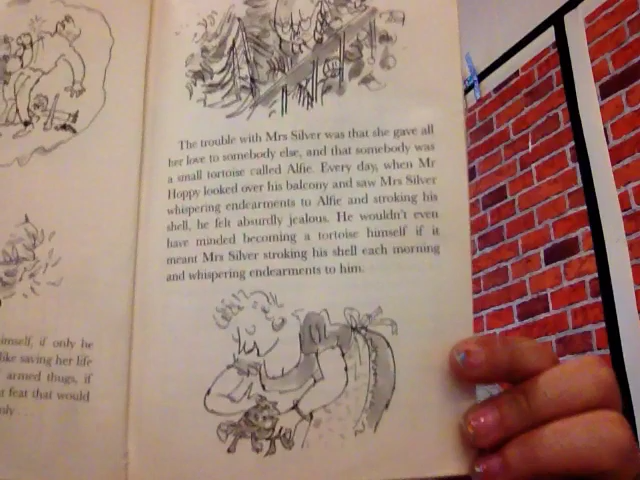 himself, if only he
like saving her life
armed thugs, if
feat that would
The trouble with Mrs Silver was that she gave all
her love to somebody else, and that somebody was
a small tortoise called Alfie. Every day, when Mr
Hoppy looked over his balcony and saw Mrs Silver
whispering endearments to Alfie and stroking his
shell, he felt absurdly jealous. He wouldn't even
have minded becoming a tortoise himself if it
meant Mrs Silver stroking his shell each morning
and whispering endearments to him.